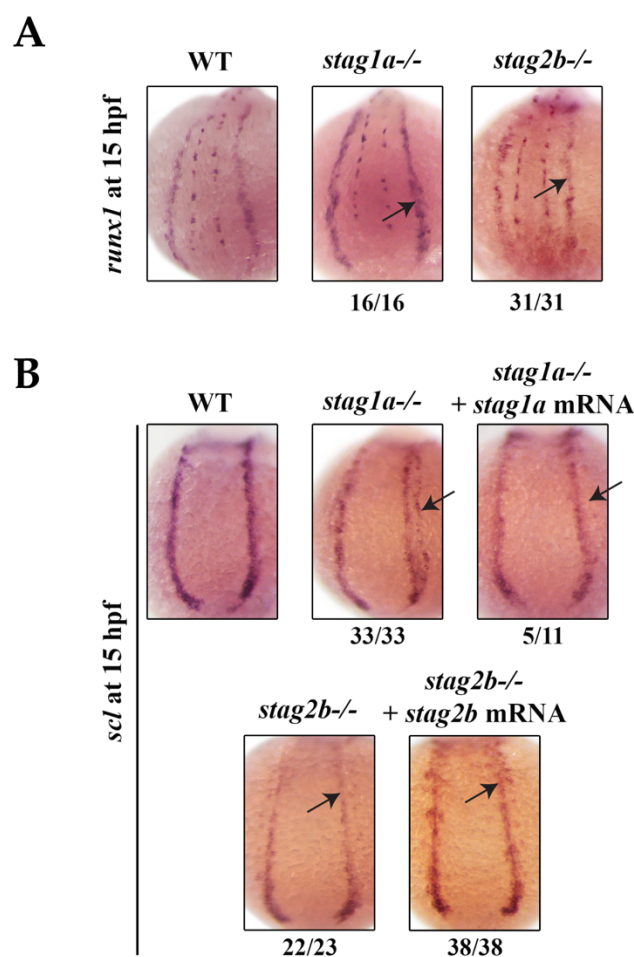 A
WT
stag1a-/-
stag2b-/-
runx1 at 15 hpf
16/16
31/31
B
WT
stag1a-/-
stag1a-/-
+ stag1a mRNA
scl at 15 hpf
33/33
5/11
stag2b-/-
stag2b-/-
+ stag2b mRNA
22/23
38/38